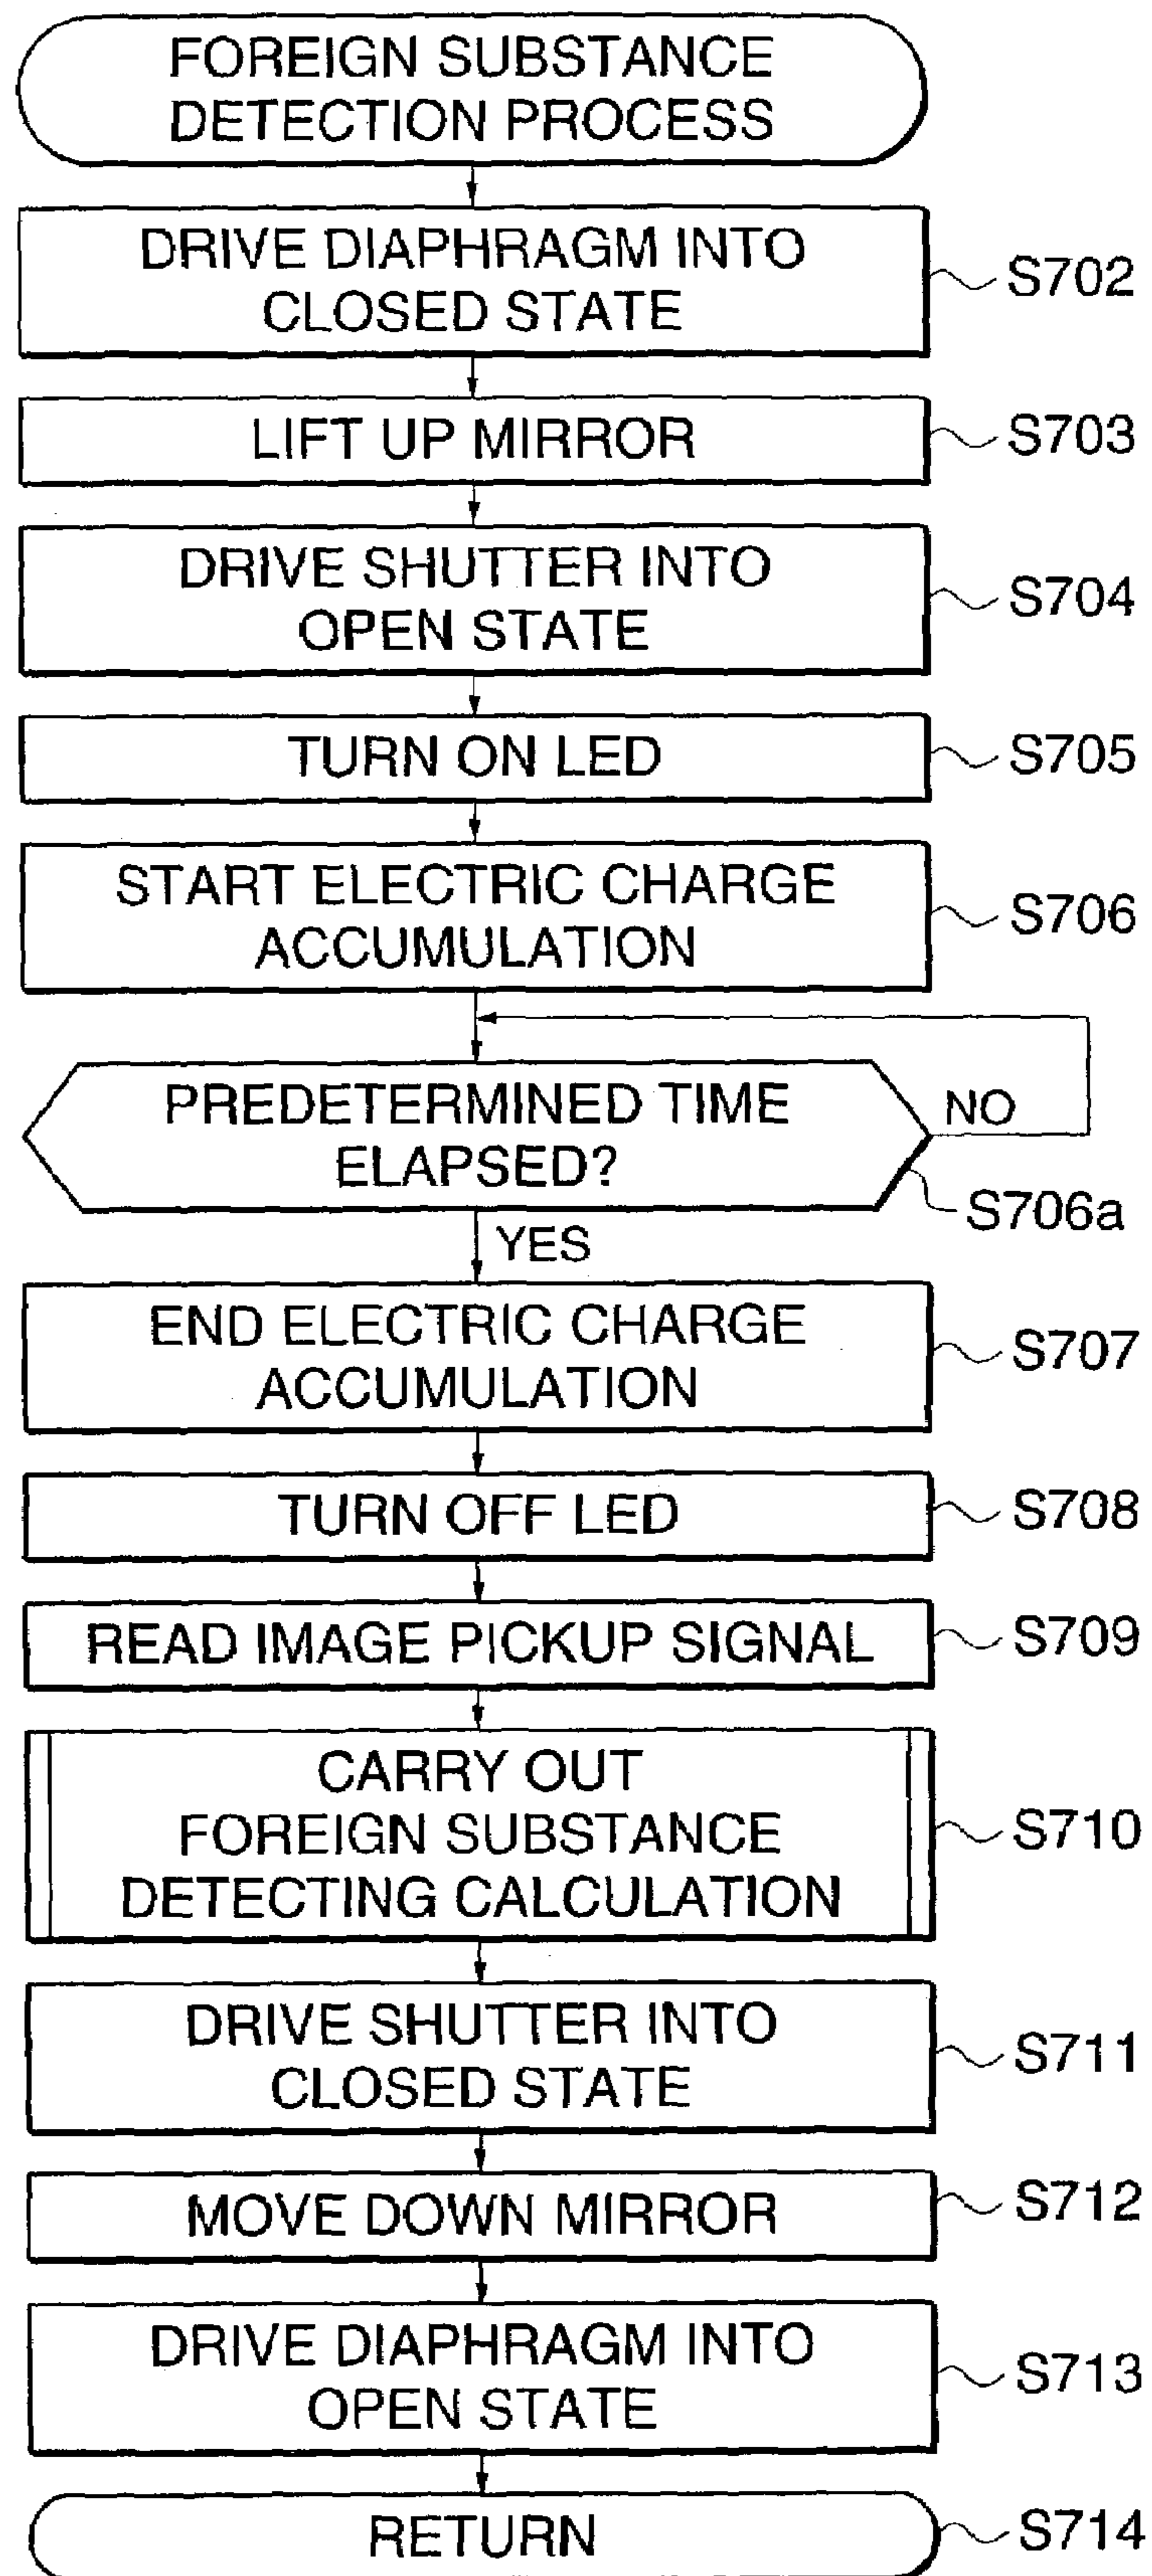 FOREIGN SUBSTANCE
DETECTION PROCESS
DRIVE DIAPHRAGM INTO
CLOSED STATE
S702
LIFT UP MIRROR
S703
DRIVE SHUTTER INTO
OPEN STATE
S704
TURN ON LED
S705
START ELECTRIC CHARGE
ACCUMULATION
S706
PREDETERMINED TIME
ELAPSED?
NO
S706a
YES
END ELECTRIC CHARGE
ACCUMULATION
S707
TURN OFF LED
S708
READ IMAGE PICKUP SIGNAL
S709
CARRY OUT
FOREIGN SUBSTANCE
DETECTING CALCULATION
S710
DRIVE SHUTTER INTO
CLOSED STATE
S711
MOVE DOWN MIRROR
S712
DRIVE DIAPHRAGM INTO
OPEN STATE
S713
RETURN
S714